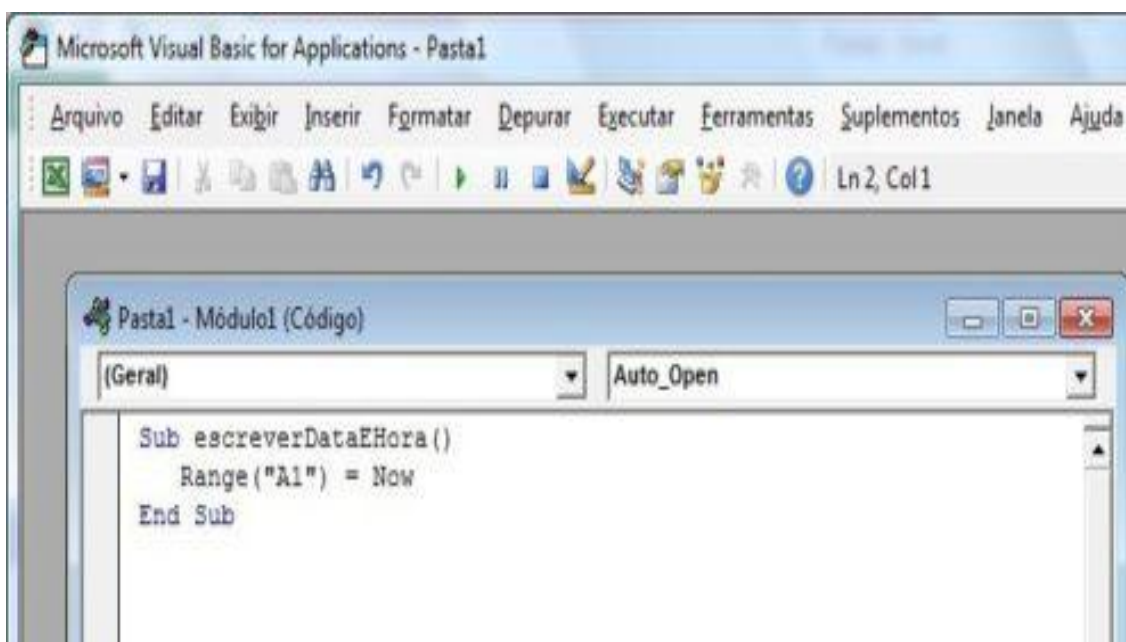 Microsoft Visual Basic for Applications - Pasta1
Arquivo Editar Exibir Inserir Formatar Depurar Executar Ferramentas Suplementos Janela Ajuda
Ln 2, Col 1
Pasta1 - Módulo1 (Código)
(Geral) Auto_Open
Sub escreverDataEHora()
Range("A1") = Now
End Sub